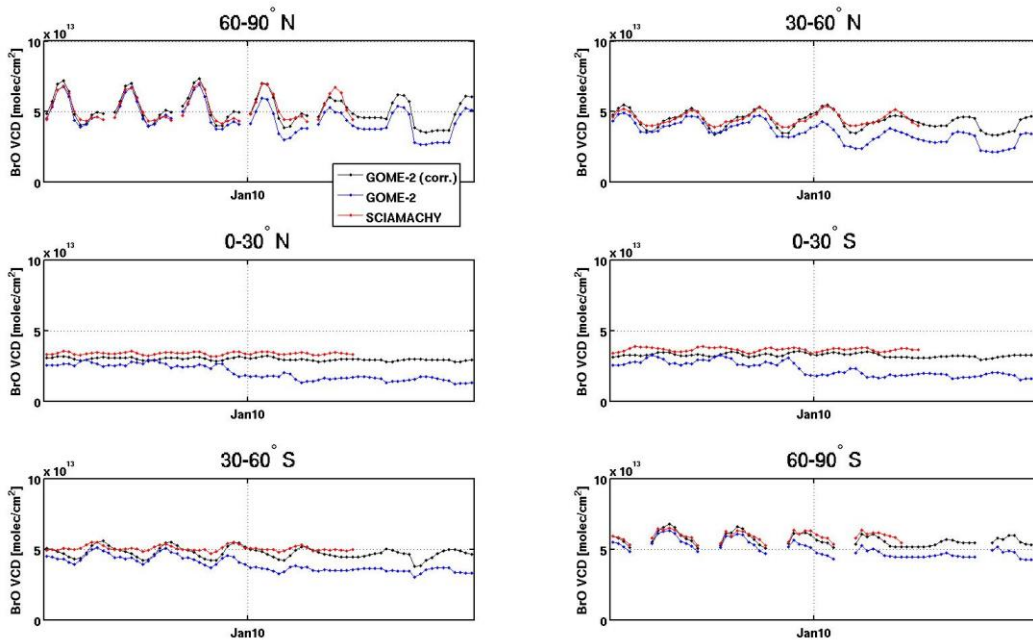 60-90° N
x 10^13
10
5
0
BrO VCD [molec/cm²]
Jan10
GOME-2 (corr.)
GOME-2
SCIAMACHY
30-60° N
x 10^13
10
5
0
BrO VCD [molec/cm²]
Jan10
0-30° N
x 10^13
10
5
0
BrO VCD [molec/cm²]
Jan10
0-30° S
x 10^13
10
5
0
BrO VCD [molec/cm²]
Jan10
30-60° S
x 10^13
10
5
0
BrO VCD [molec/cm²]
Jan10
60-90° S
x 10^13
10
5
0
BrO VCD [molec/cm²]
Jan10